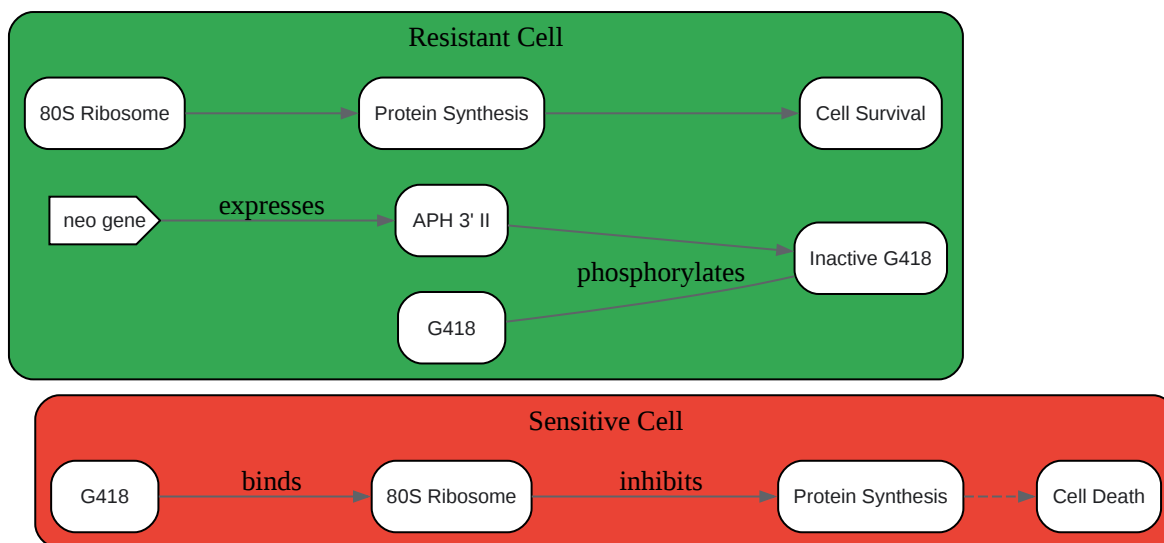 Resistant Cell
80S Ribosome
Protein Synthesis
Cell Survival
neo gene
expresses
APH 3' II
Inactive G418
phosphorylates
G418
Sensitive Cell
G418
binds
80S Ribosome
inhibits
Protein Synthesis
Cell Death